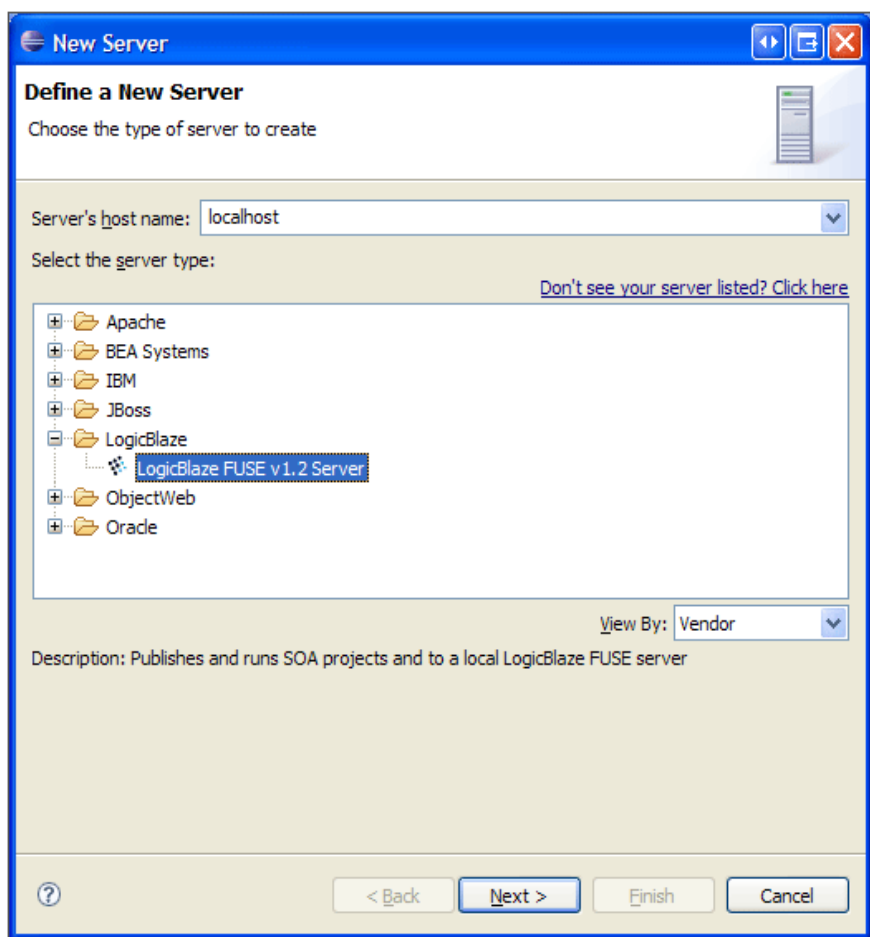 New Server
Define a New Server
Choose the type of server to create
Server's host name: localhost
Select the server type:
Don't see your server listed? Click here
Apache
BEA Systems
IBM
JBoss
LogicBlaze
LogicBlaze FUSE v1.2 Server
ObjectWeb
Oracle
View By: Vendor
Description: Publishes and runs SOA projects and to a local LogicBlaze FUSE server
< Back Next > Finish Cancel